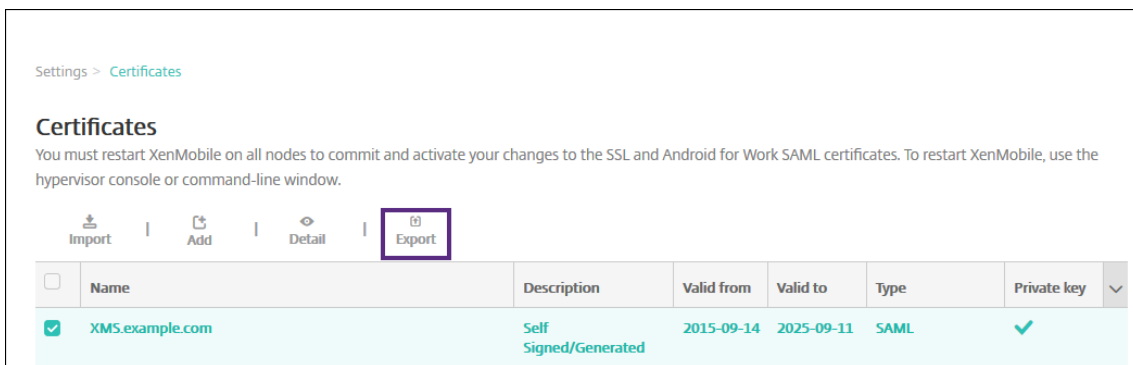 Settings > Certificates
Certificates
You must restart XenMobile on all nodes to commit and activate your changes to the SSL and Android for Work SAML certificates. To restart XenMobile, use the
hypervisor console or command-line window.
Import | Add | Detail | Export
Name Description Valid from Valid to Type Private key
XMS.example.com Self 2015-09-14 2025-09-11 SAML
Signed/Generated